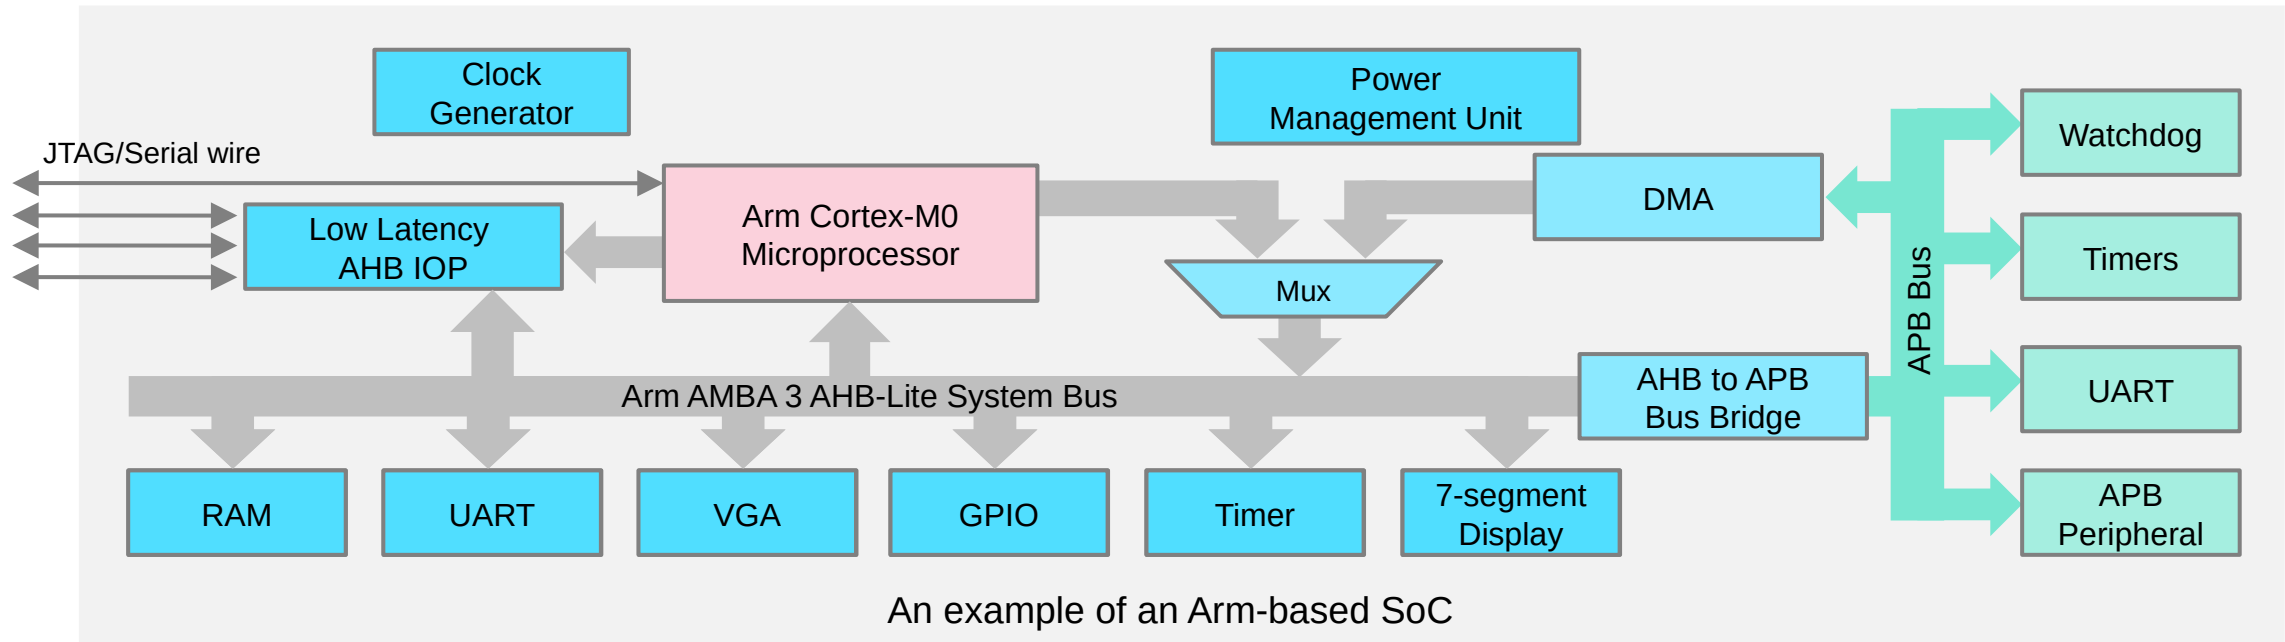 Clock
Generator
Power
Management Unit
JTAG/Serial wire
Low Latency
AHB IOP
Arm Cortex-M0
Microprocessor
DMA
Mux
APB Bus
Watchdog
Timers
UART
APB
Peripheral
Arm AMBA 3 AHB-Lite System Bus
AHB to APB
Bus Bridge
RAM
UART
VGA
GPIO
Timer
7-segment
Display
An example of an Arm-based SoC